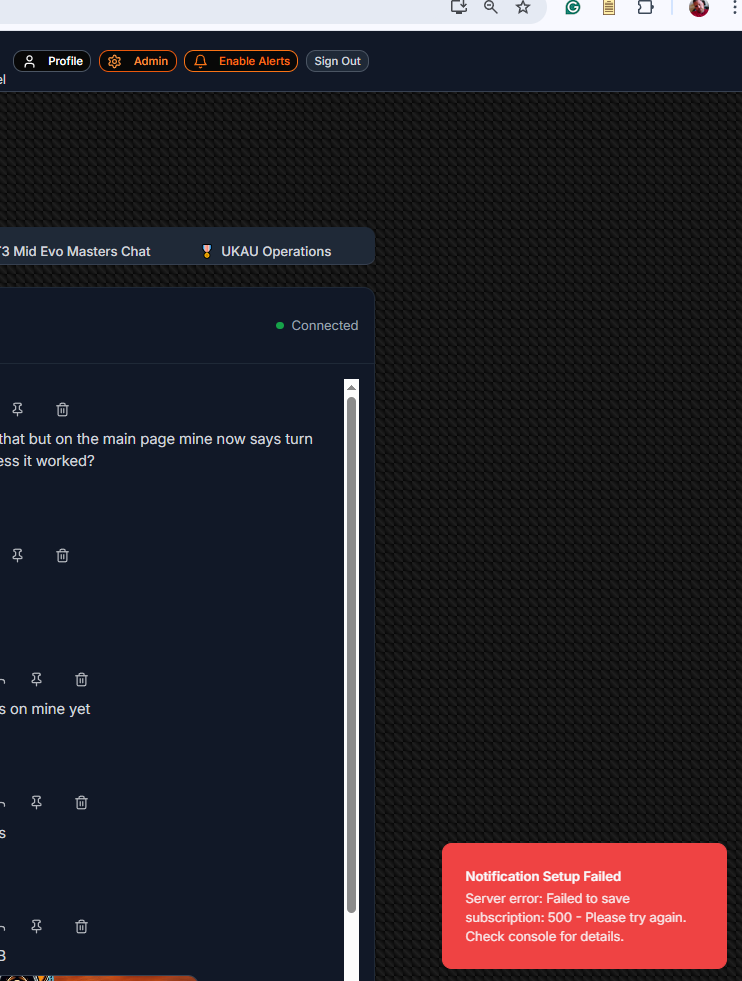 Profile
Admin
Enable Alerts
Sign Out
el
3 Mid Evo Masters Chat
UKAU Operations
Connected
that but on the main page mine now says turn
ess it worked?
s on mine yet
s
B
Notification Setup Failed
Server error: Failed to save
subscription: 500 - Please try again.
Check console for details.